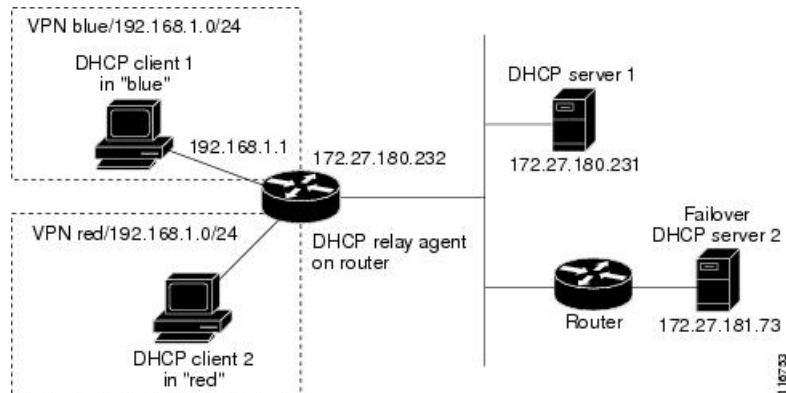 VPN blue/192.168.1.0/24
DHCP client 1
in "blue"
192.168.1.1
172.27.180.232
DHCP server 1
172.27.180.231
VPN red/192.168.1.0/24
DHCP relay agent
on router
Failover
DHCP server 2
Router
172.27.181.73
DHCP client 2
in "red"
116753